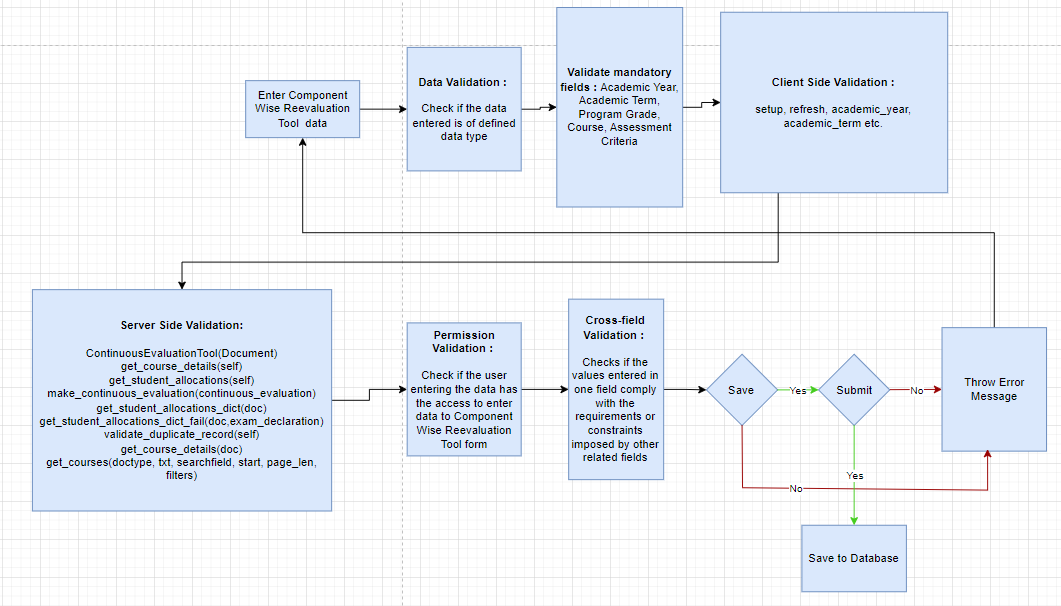 Enter Component
Wise Reevaluation
Tool data
Data Validation :
Check if the data
entered is of defined
data type
Validate mandatory
fields : Academic Year,
Academic Term,
Program Grade,
Course, Assessment
Criteria
Client Side Validation :
setup, refresh, academic_year,
academic_term etc.
Server Side Validation:
ContinuousEvaluationTool(Document)
get_course_details(self)
get_student_allocations(self)
make_continuous_evaluation(continuous_evaluation)
get_student_allocations_dict(doc)
get_student_allocations_dict_fail(doc,exam_declaration)
validate_duplicate_record(self)
get_course_details(doc)
get_courses(doctype, txt, searchfield, start, page_len,
filters)
Permission
Validation :
Check if the user
entering the data has
the access to enter
data to Component
Wise Reevaluation
Tool form
Cross-field
Validation :
Checks if the
values entered in
one field comply
with the
requirements or
constraints
imposed by other
related fields
Save
Yes
Submit
No
Throw Error
Message
Yes
No
Save to Database